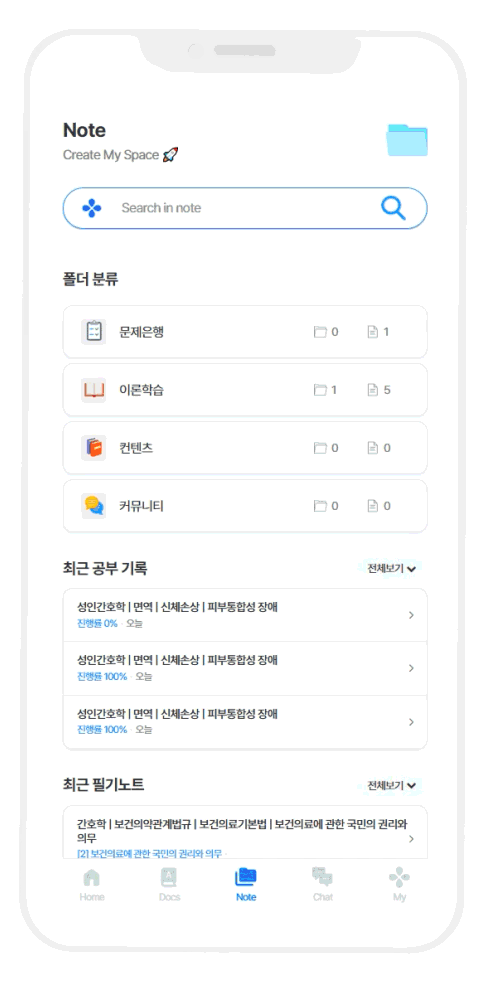 Note
Create My Space 🚀
Search in note
폴더 분류
문제은행 0 1
이론학습 1 5
컨텐츠 0 0
커뮤니티 0 0
최근 공부 기록 전체보기
성인간호학 | 면역 | 신체손상 | 피부통합성 장애
진행률 0% · 오늘
성인간호학 | 면역 | 신체손상 | 피부통합성 장애
진행률 100% · 오늘
성인간호학 | 면역 | 신체손상 | 피부통합성 장애
진행률 100% · 오늘
최근 필기노트 전체보기
간호학 | 보건의약관계법규 | 보건의료기본법 | 보건의료에 관한 국민의 권리와
의무
[2] 보건의료에 관한 국민의 권리와 의무 ·
Home Docs Note Chat My